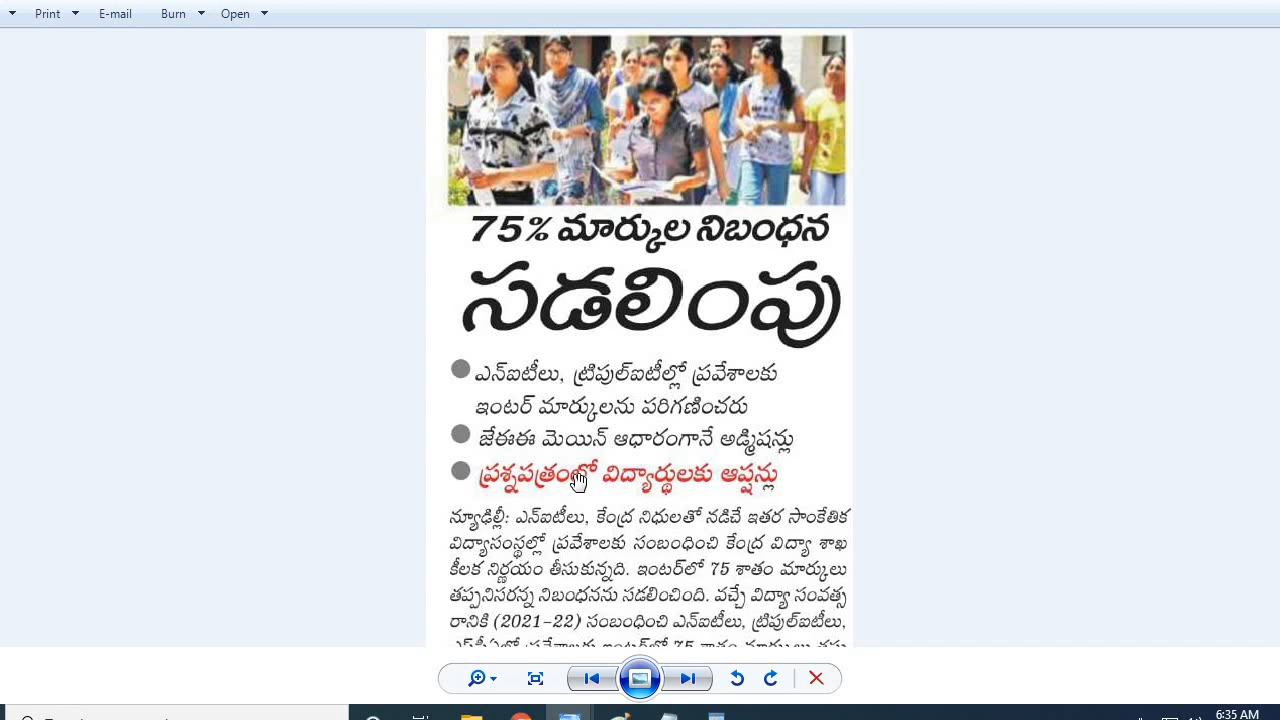 Print
E-mail
Burn
Open
75% మార్కుల నిబంధన
సడలింపు
ఎన్ఐటీలు, ట్రిపుల్ఐటీల్లో ప్రవేశాలకు
ఇంటర్ మార్కులను పరిగణించరు
జేఈఈ మెయిన్ ఆధారంగానే అడ్మిషన్లు
ప్రశ్నపత్రంలో విద్యార్థులకు ఆప్షన్లు
న్యూఢిల్లీ: ఎన్ఐటీలు, కేంద్ర నిధులతో నడిచే ఇతర సాంకేతిక
విద్యాసంస్థల్లో ప్రవేశాలకు సంబంధించి కేంద్ర విద్యా శాఖ
కీలక నిర్ణయం తీసుకున్నది. ఇంటర్‌లో 75 శాతం మార్కులు
తప్పనిసరన్న నిబంధనను సడలించింది. వచ్చే విద్యా సంవత్స
రానికి (2021-22) సంబంధించి ఎన్ఐటీలు, ట్రిపుల్ఐటీలు,
6:35 AM